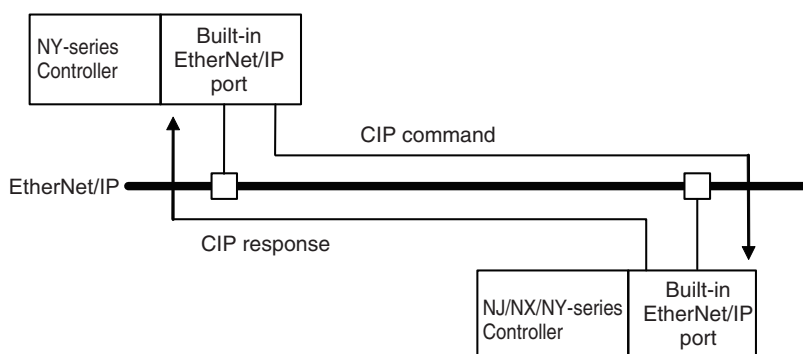 NY-series
Controller
Built-in
EtherNet/IP
port
CIP command
EtherNet/IP
CIP response
NJ/NX/NY-series
Controller
Built-in
EtherNet/IP
port